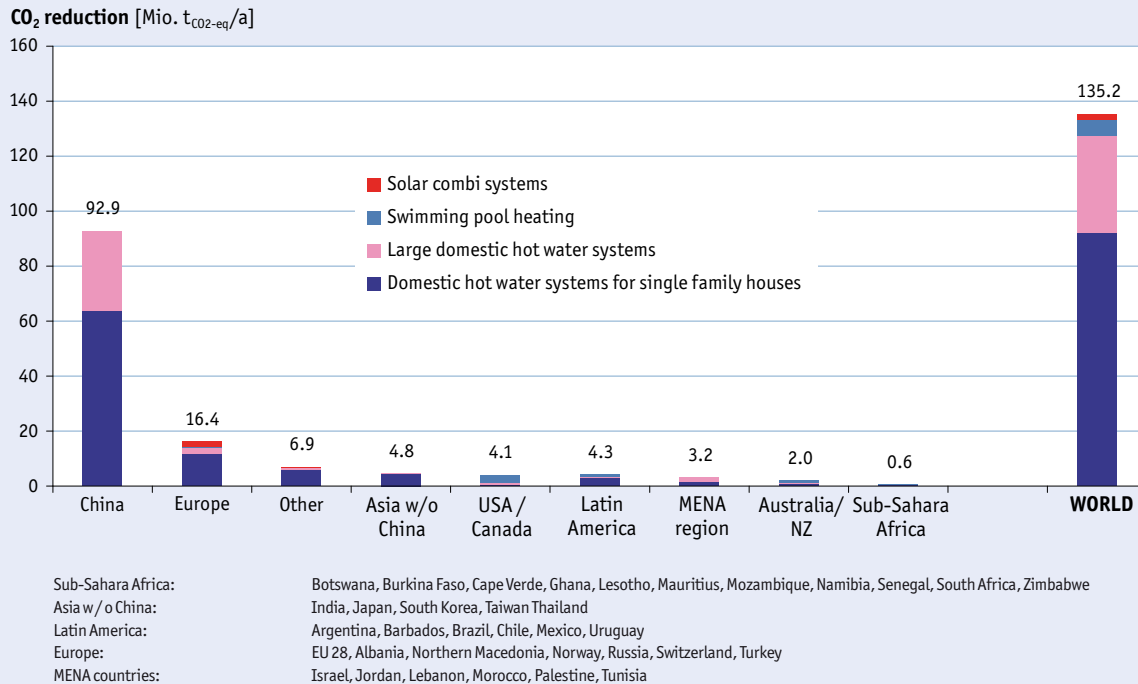 CO₂ reduction [Mio. t_CO2-eq/a]
160
140
120
100
80
60
40
20
0
135.2
92.9
16.4
6.9
4.8
4.1
4.3
3.2
2.0
0.6
Solar combi systems
Swimming pool heating
Large domestic hot water systems
Domestic hot water systems for single family houses
China
Europe
Other
Asia w/o
China
USA /
Canada
Latin
America
MENA
region
Australia/
NZ
Sub-Sahara
Africa
WORLD
Sub-Sahara Africa: Botswana, Burkina Faso, Cape Verde, Ghana, Lesotho, Mauritius, Mozambique, Namibia, Senegal, South Africa, Zimbabwe
Asia w / o China: India, Japan, South Korea, Taiwan Thailand
Latin America: Argentina, Barbados, Brazil, Chile, Mexico, Uruguay
Europe: EU 28, Albania, Northern Macedonia, Norway, Russia, Switzerland, Turkey
MENA countries: Israel, Jordan, Lebanon, Morocco, Palestine, Tunisia